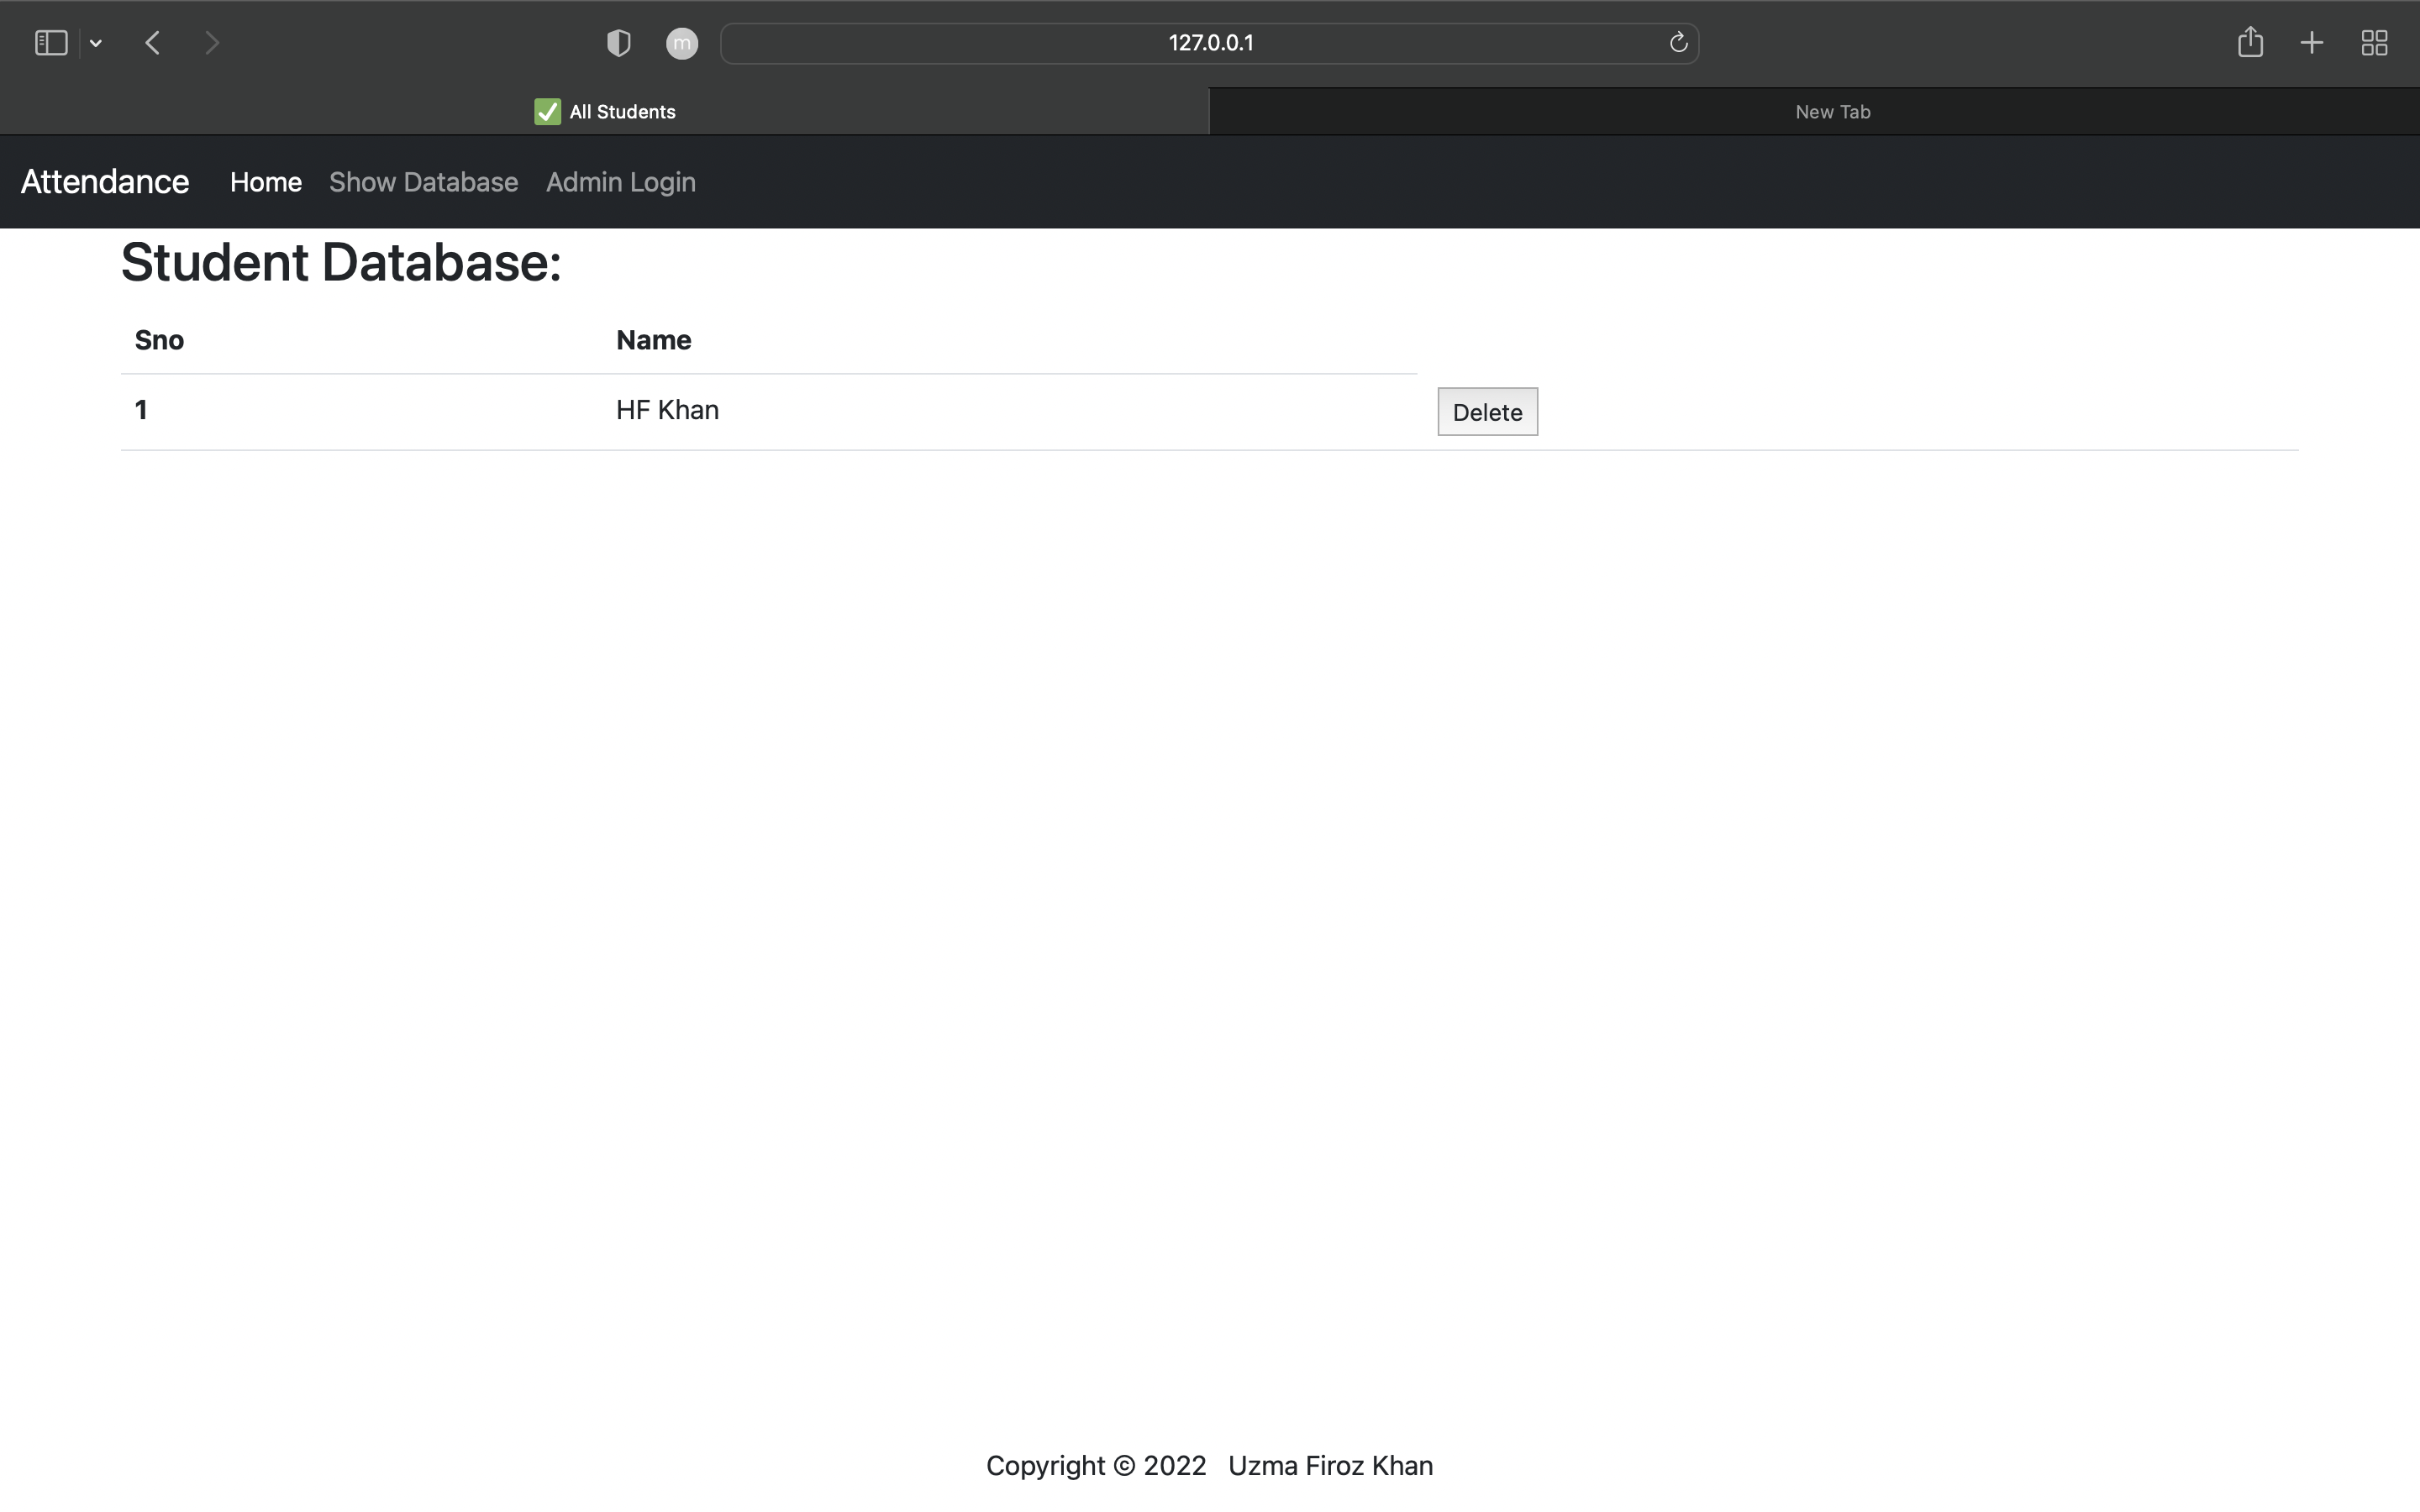 m 127.0.0.1
✅ All Students New Tab
Attendance Home Show Database Admin Login
Student Database:
Sno Name
1 HF Khan Delete
Copyright © 2022 Uzma Firoz Khan